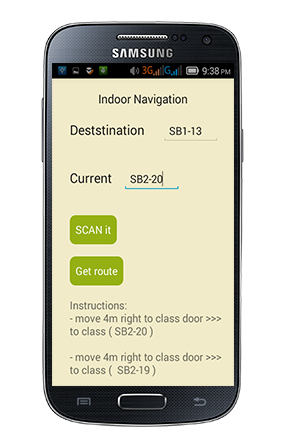 SAMSUNG
3G G 9:38 PM
Indoor Navigation
Deststination SB1-13
Current SB2-20
SCAN it
Get route
Instructions:
- move 4m right to class door >>>
to class ( SB2-20 )
- move 4m right to class door >>>
to class ( SB2-19 )